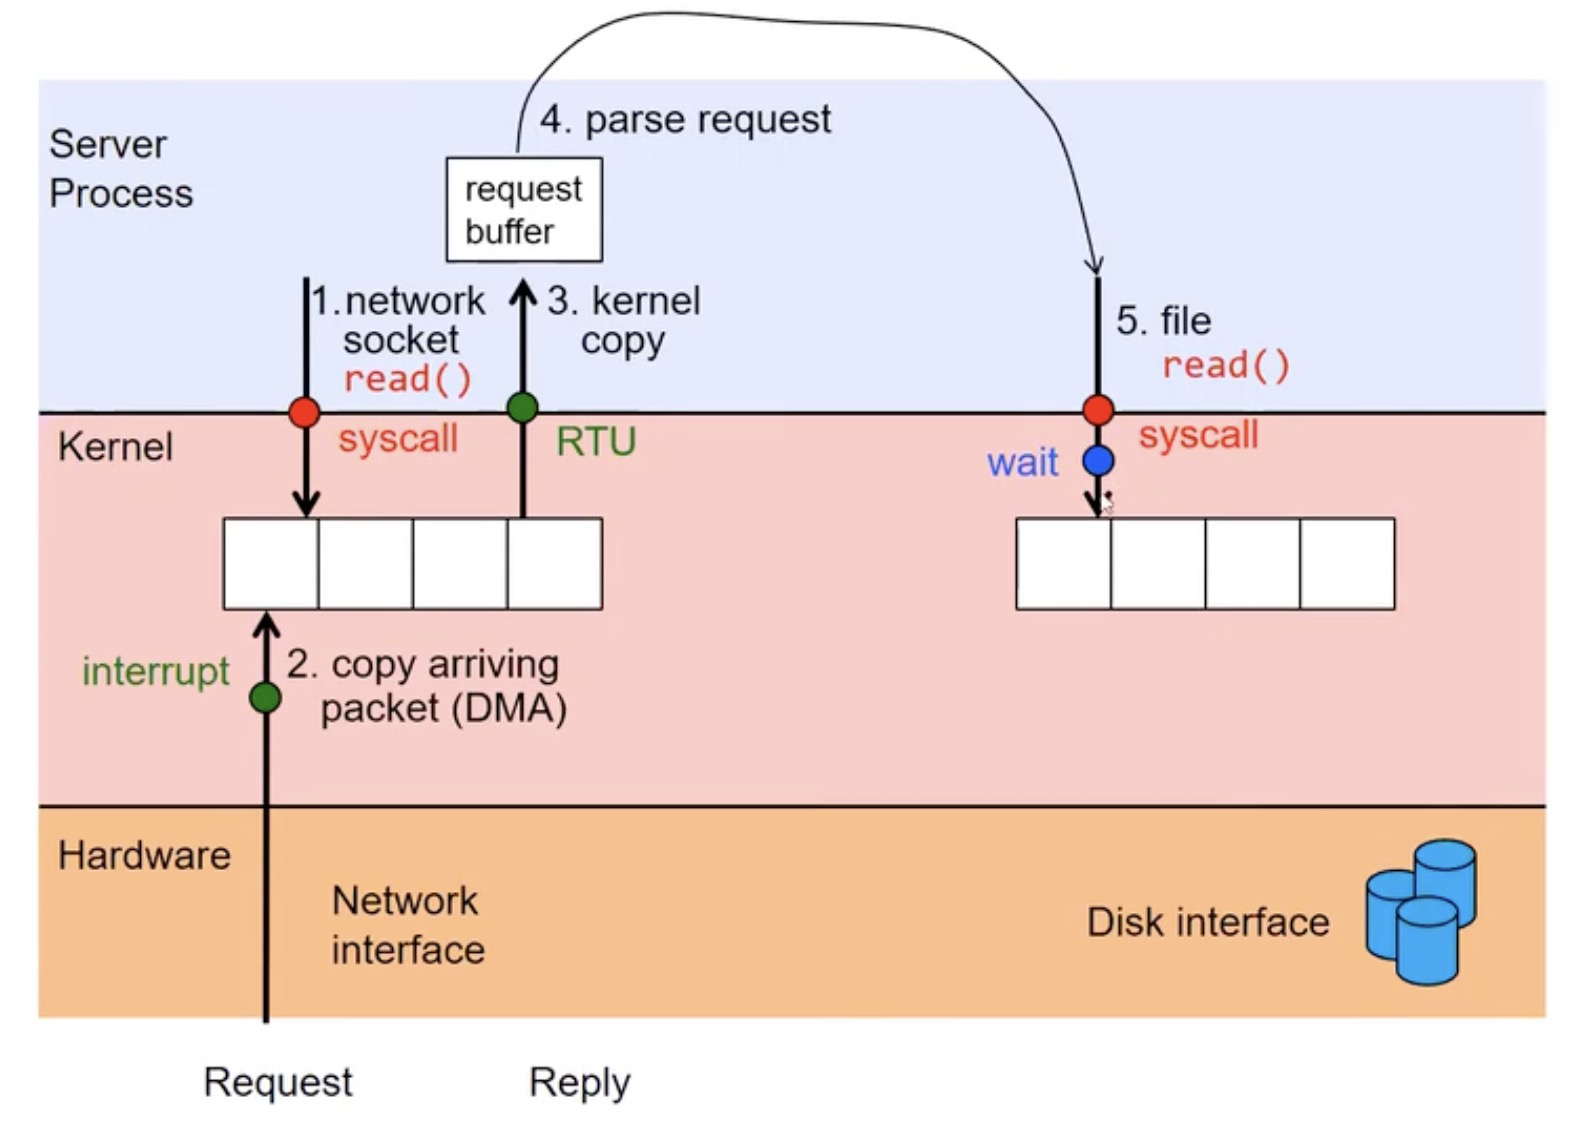 4. parse request
Server
Process
request
buffer
1.network
socket
read()
3. kernel
copy
5. file
read()
Kernel
syscall
RTU
wait
syscall
interrupt
2. copy arriving
packet (DMA)
Hardware
Network
interface
Disk interface
Request
Reply